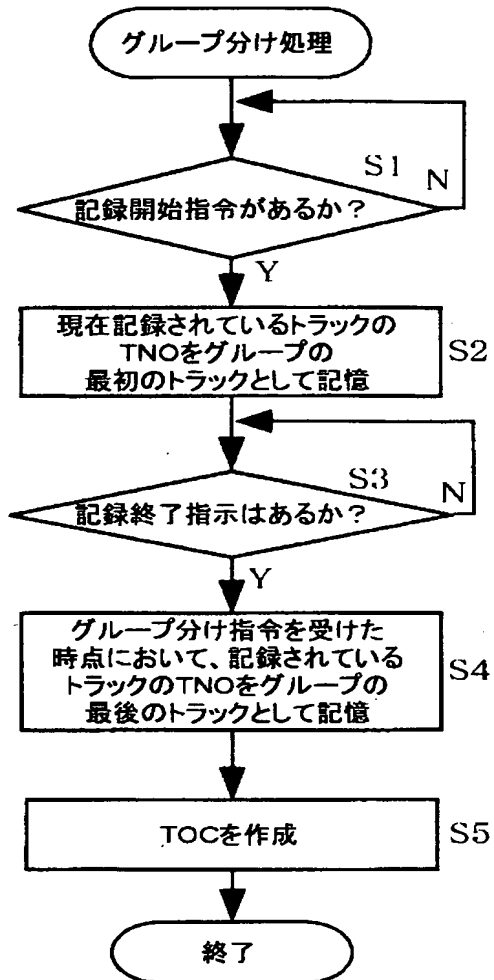 グループ分け処理
S1
N
記録開始指令があるか？
Y
現在記録されているトラックの
TNOをグループの
最初のトラックとして記憶
S2
S3
N
記録終了指示はあるか？
Y
グループ分け指令を受けた
時点において、記録されている
トラックのTNOをグループの
最後のトラックとして記憶
S4
TOCを作成
S5
終了